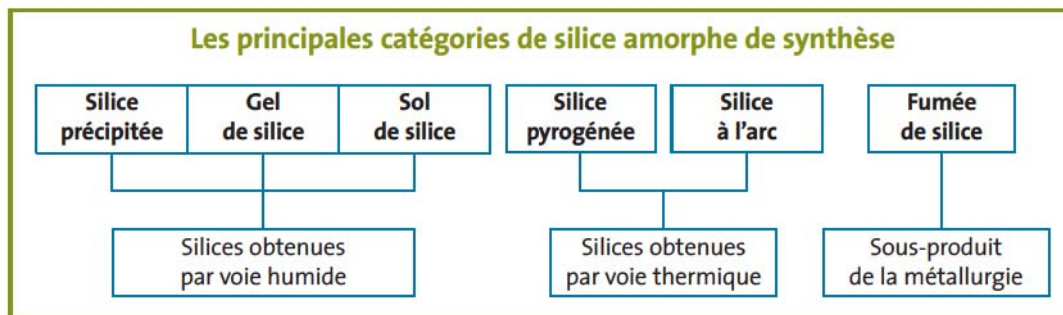 Les principales catégories de silice amorphe de synthèse
Silice
précipitée
Gel
de silice
Sol
de silice
Silice
pyrogénée
Silice
à l'arc
Fumée
de silice
Silices obtenues
par voie humide
Silices obtenues
par voie thermique
Sous-produit
de la métallurgie